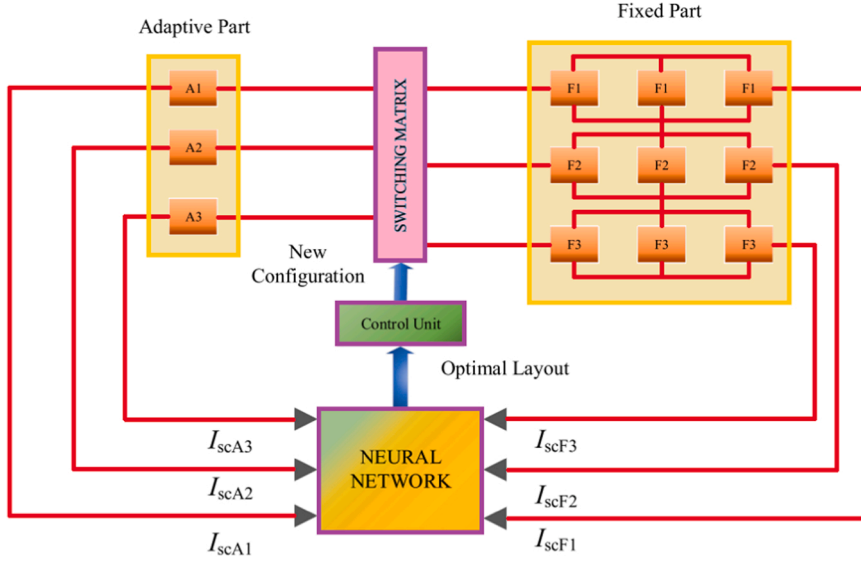 Adaptive Part
Fixed Part
A1
A2
A3
SWITCHING MATRIX
F1 F1 F1
F2 F2 F2
F3 F3 F3
New
Configuration
Control Unit
Optimal Layout
NEURAL
NETWORK
IscA3
IscA2
IscA1
IscF3
IscF2
IscF1